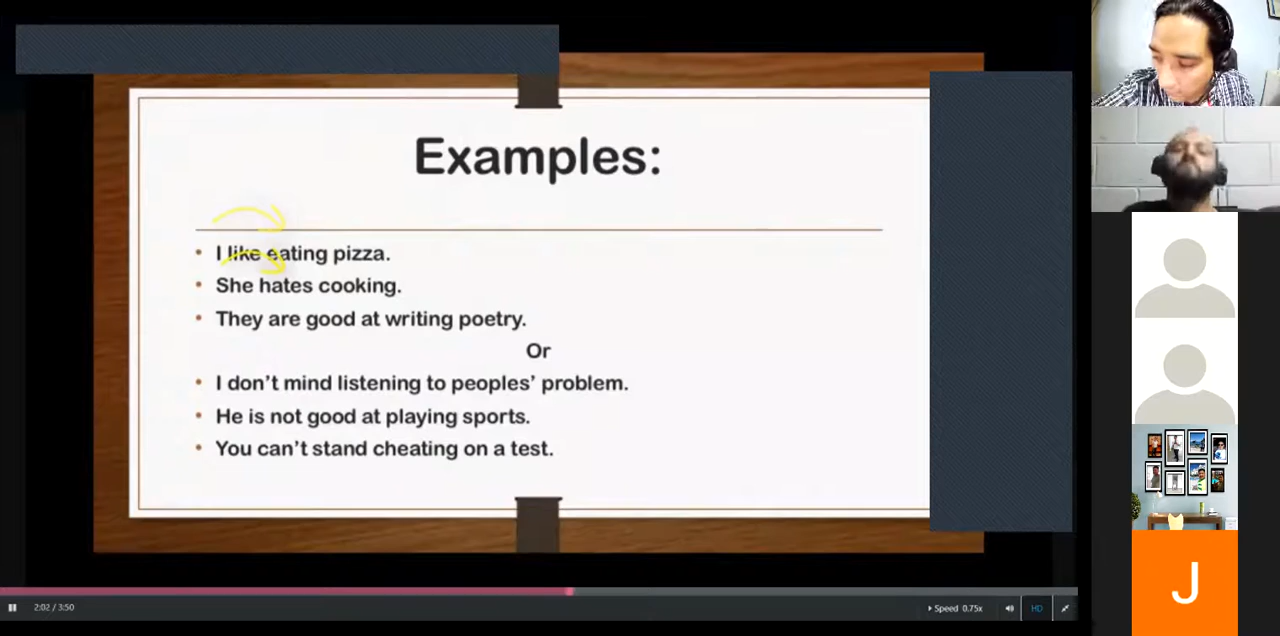 Examples:
• I like eating pizza.
• She hates cooking.
• They are good at writing poetry.
Or
• I don't mind listening to peoples' problem.
• He is not good at playing sports.
• You can't stand cheating on a test.
2:02 / 3:50
Speed 0.75x
HD
J